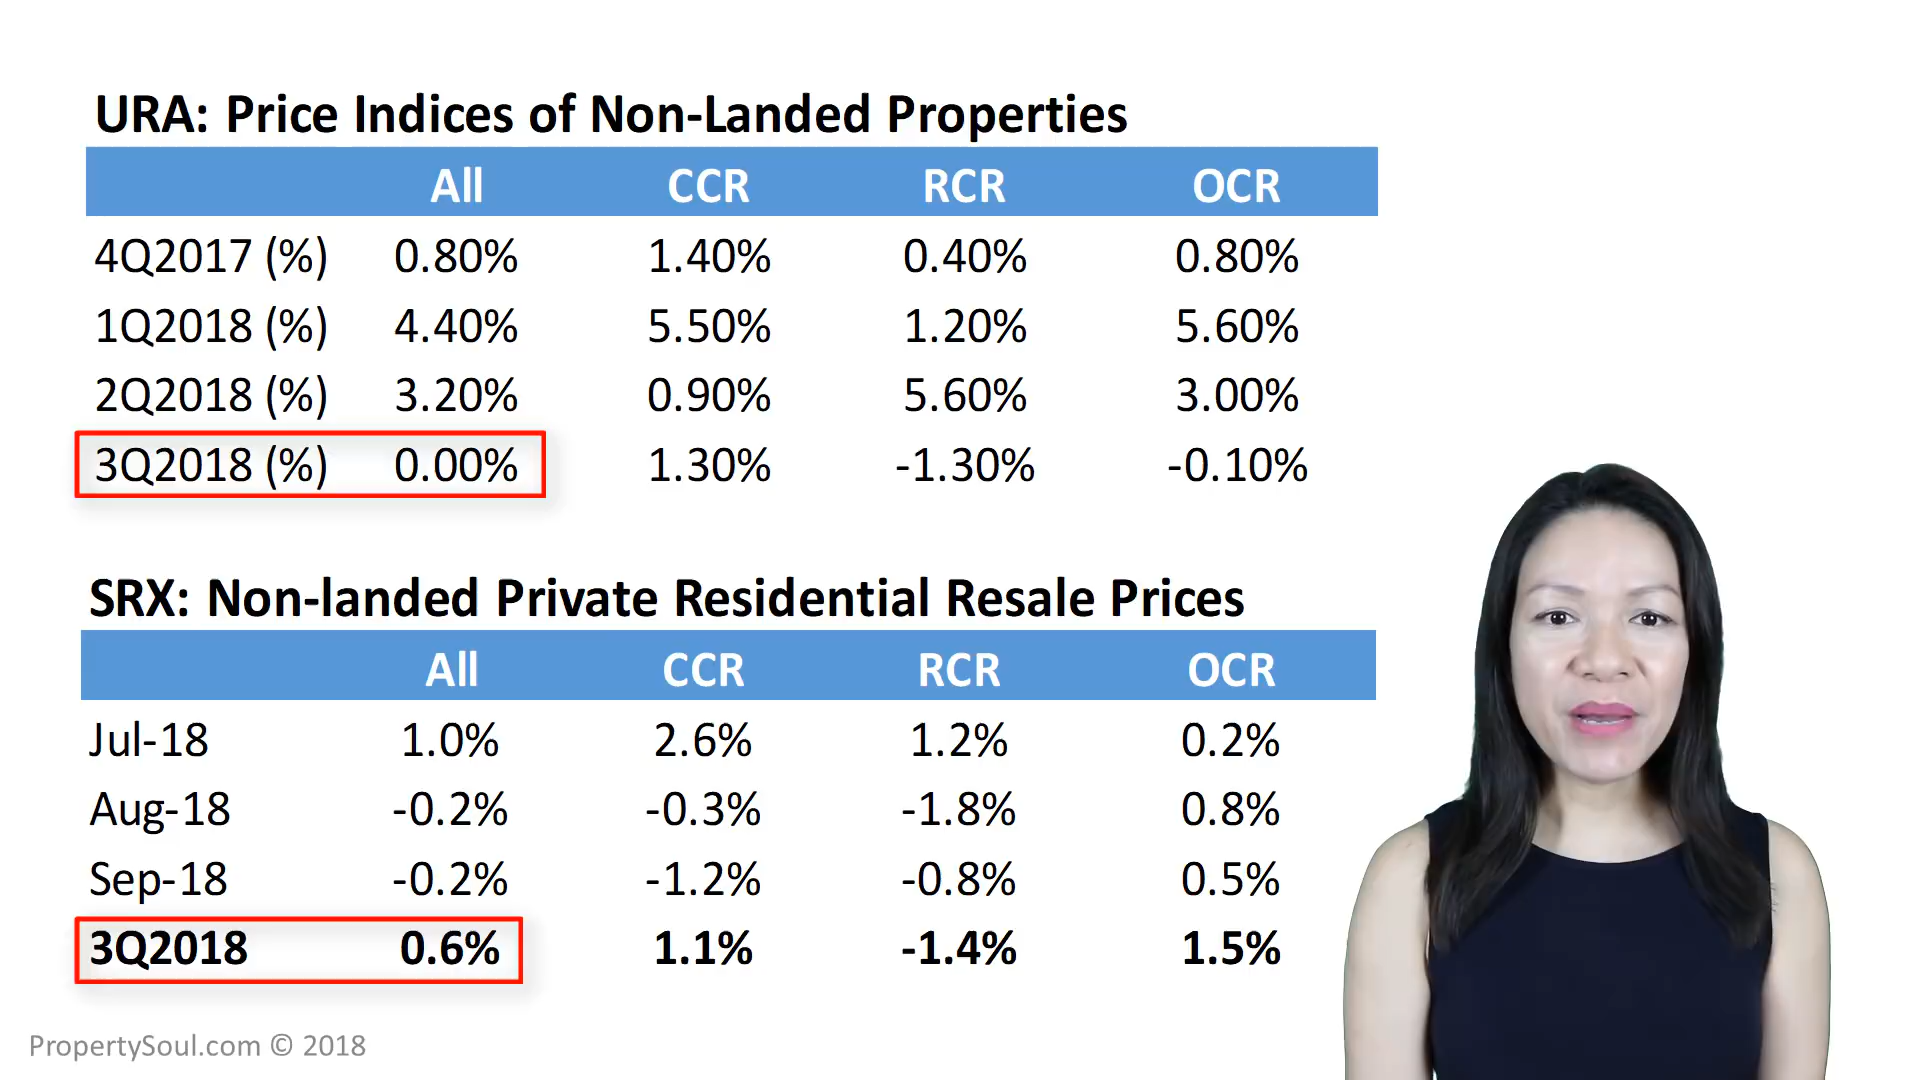 URA: Price Indices of Non-Landed Properties
All CCR RCR OCR
4Q2017 (%) 0.80% 1.40% 0.40% 0.80%
1Q2018 (%) 4.40% 5.50% 1.20% 5.60%
2Q2018 (%) 3.20% 0.90% 5.60% 3.00%
3Q2018 (%) 0.00% 1.30% -1.30% -0.10%
SRX: Non-landed Private Residential Resale Prices
All CCR RCR OCR
Jul-18 1.0% 2.6% 1.2% 0.2%
Aug-18 -0.2% -0.3% -1.8% 0.8%
Sep-18 -0.2% -1.2% -0.8% 0.5%
3Q2018 0.6% 1.1% -1.4% 1.5%
PropertySoul.com © 2018